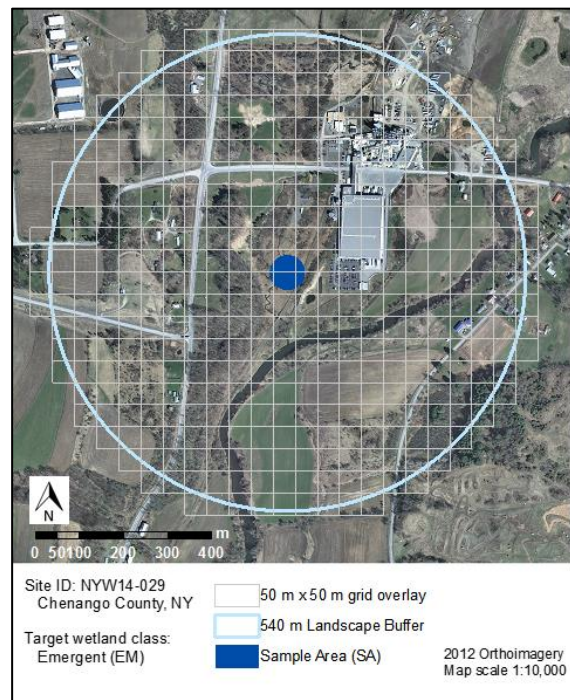 N
m
0 50100 200 300 400
Site ID: NYW14-029
Chenango County, NY
Target wetland class:
Emergent (EM)
50 m x 50 m grid overlay
540 m Landscape Buffer
Sample Area (SA)
2012 Orthoimagery
Map scale 1:10,000